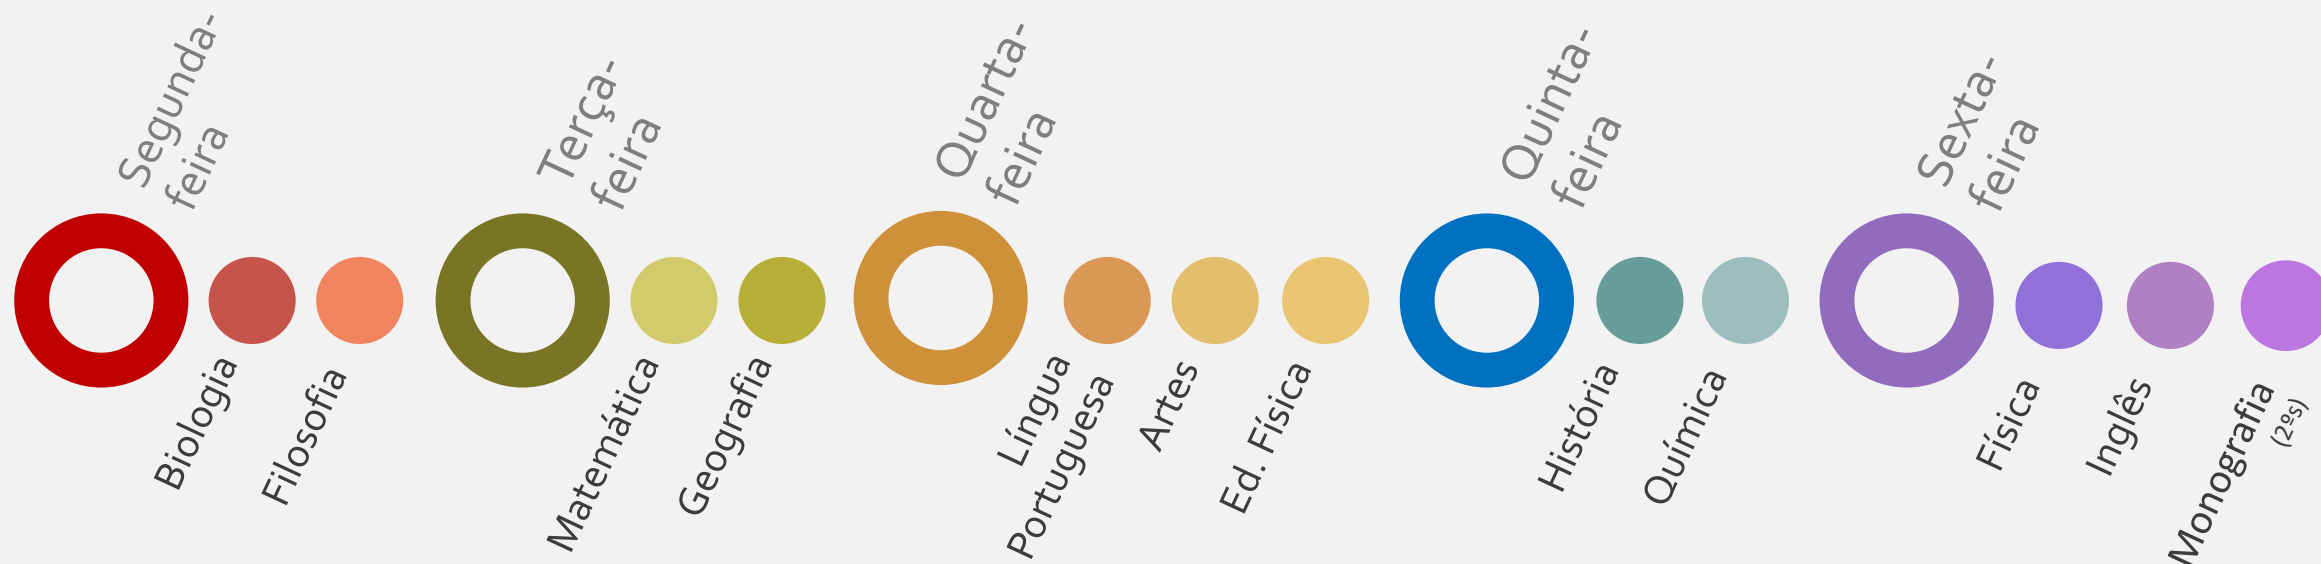 Segunda-
feira
Biologia
Filosofia
Terça-
feira
Matemática
Geografia
Quarta-
feira
Língua
Portuguesa
Artes
Ed. Física
Quinta-
feira
História
Química
Sexta-
feira
Física
Inglês
Monografia
(2ºs)